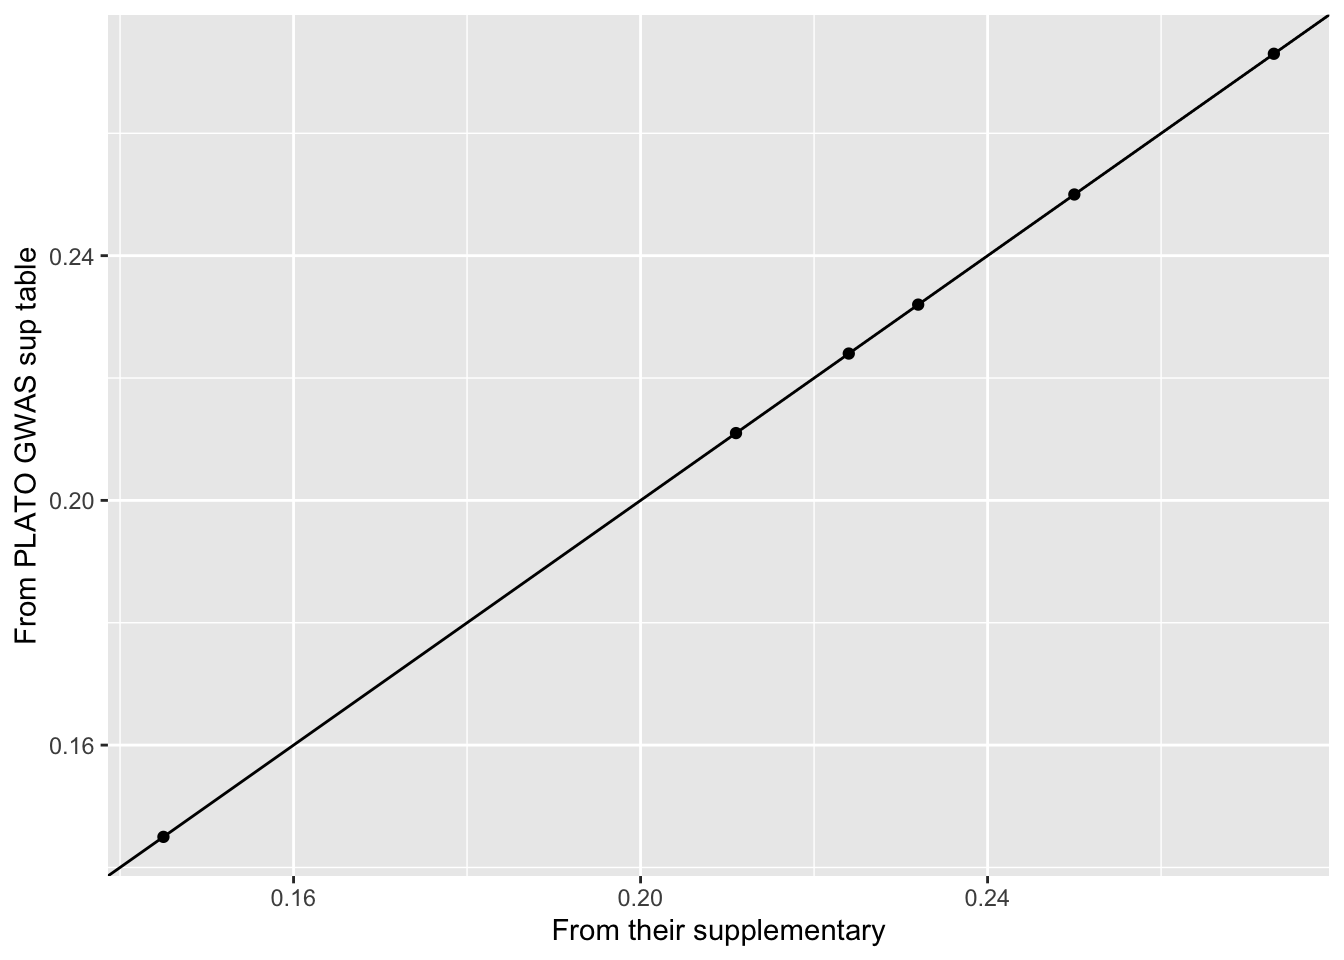 From PLATO GWAS sup table
0.24
0.20
0.16
0.16 0.20 0.24
From their supplementary